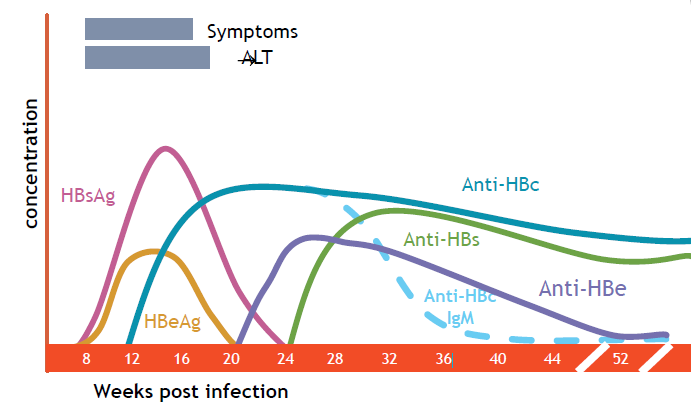 Symptoms
ALT
concentration
HBsAg
Anti-HBc
Anti-HBs
Anti-HBe
Anti-HBc
IgM
HBeAg
8 12 16 20 24 28 32 36 40 44 52
Weeks post infection